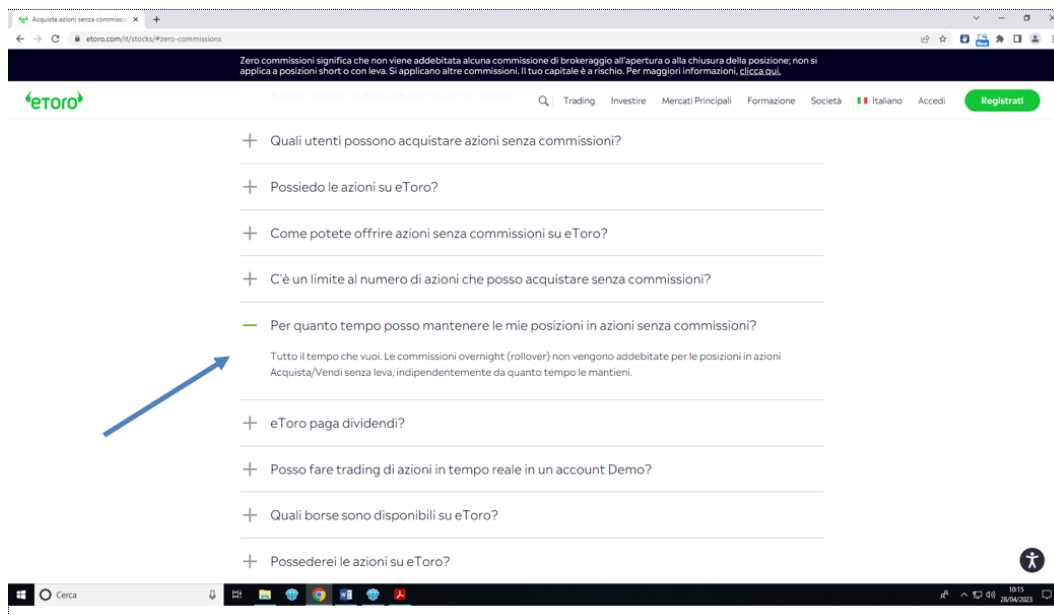 Acquista azioni senza commissio
etoro.com/it/stocks/#zero-commissions
Zero commissioni significa che non viene addebitata alcuna commissione di brokeraggio all'apertura o alla chiusura della posizione; non si
applica a posizioni short o con leva. Si applicano altre commissioni. Il tuo capitale è a rischio. Per maggiori informazioni, clicca qui.
eToro Trading Investire Mercati Principali Formazione Società Italiano Accedi Registrati
Quali utenti possono acquistare azioni senza commissioni?
Possiedo le azioni su eToro?
Come potete offrire azioni senza commissioni su eToro?
C'è un limite al numero di azioni che posso acquistare senza commissioni?
Per quanto tempo posso mantenere le mie posizioni in azioni senza commissioni?
Tutto il tempo che vuoi. Le commissioni overnight (rollover) non vengono addebitate per le posizioni in azioni
Acquista/Vendi senza leva, indipendentemente da quanto tempo le mantieni.
eToro paga dividendi?
Posso fare trading di azioni in tempo reale in un account Demo?
Quali borse sono disponibili su eToro?
Possederei le azioni su eToro?
Cerca
10:15
28/04/2023